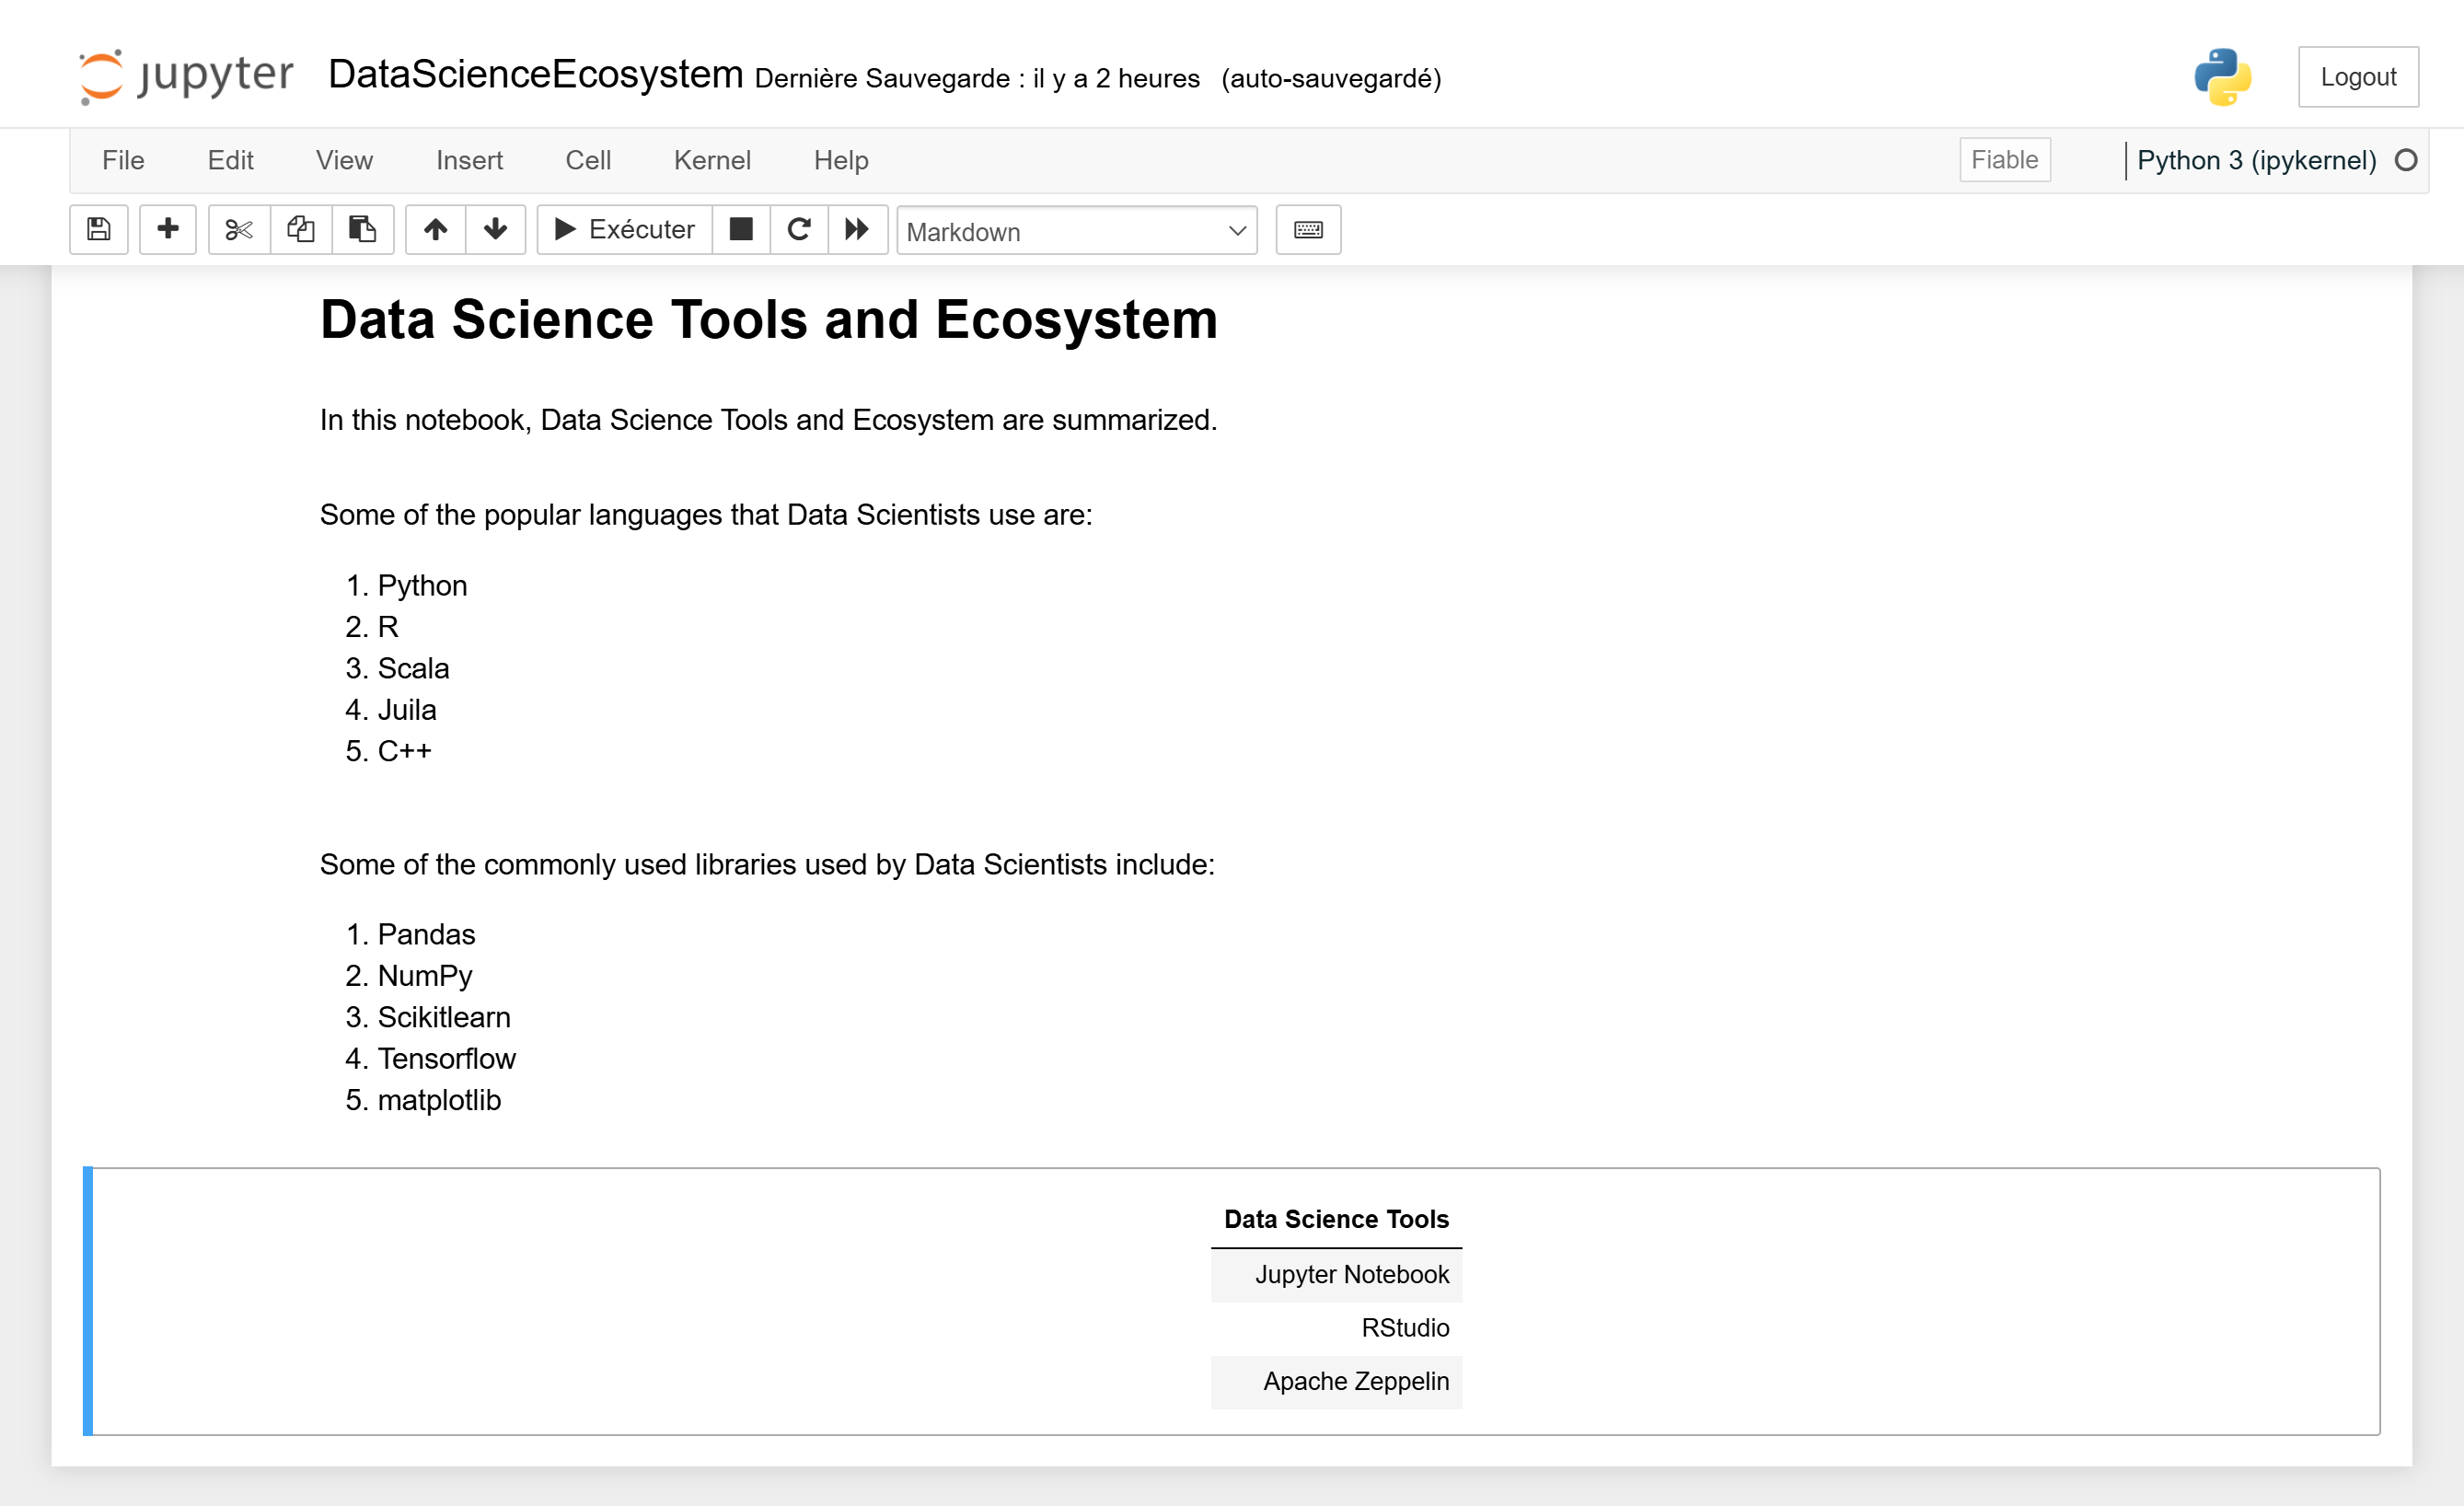 jupyter DataScienceEcosystem Dernière Sauvegarde : il y a 2 heures (auto-sauvegardé) Logout
File Edit View Insert Cell Kernel Help Fiable Python 3 (ipykernel)
Exécuter Markdown
Data Science Tools and Ecosystem
In this notebook, Data Science Tools and Ecosystem are summarized.
Some of the popular languages that Data Scientists use are:
1. Python
2. R
3. Scala
4. Juila
5. C++
Some of the commonly used libraries used by Data Scientists include:
1. Pandas
2. NumPy
3. Scikitlearn
4. Tensorflow
5. matplotlib
Data Science Tools
Jupyter Notebook
RStudio
Apache Zeppelin